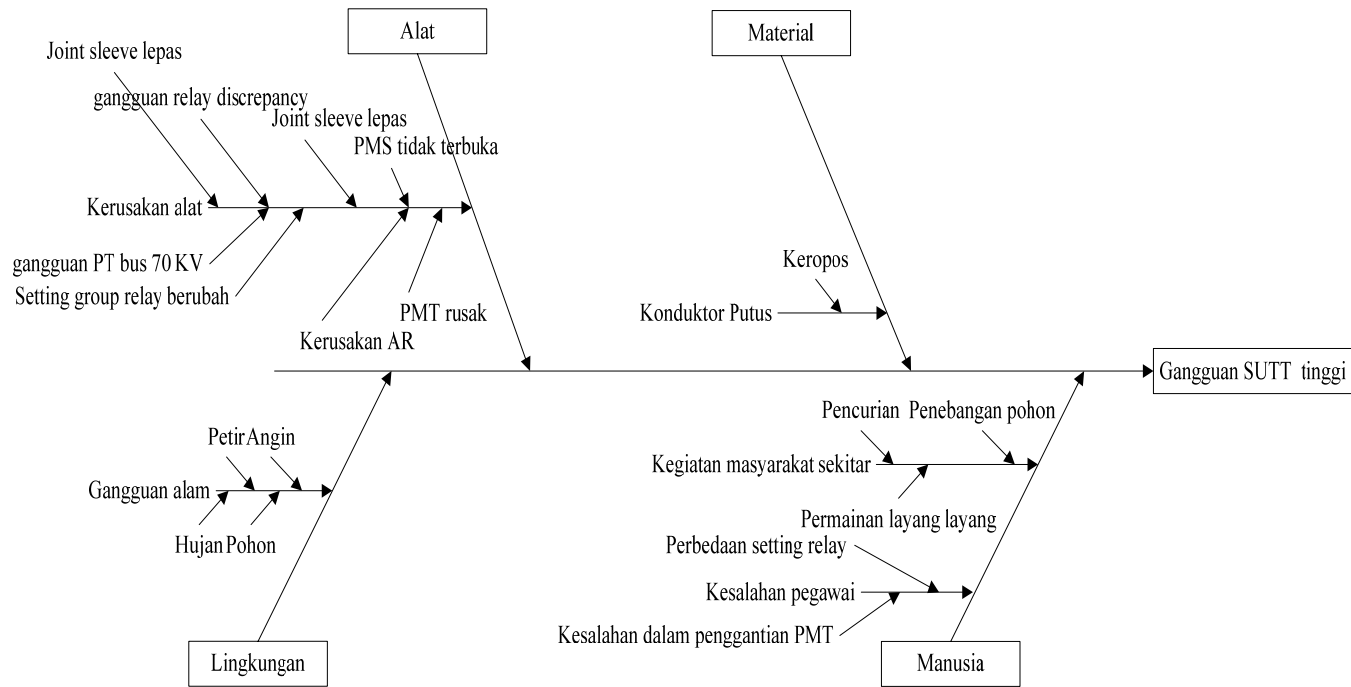 Alat
Material
Joint sleeve lepas
gangguan relay discrepancy
Joint sleeve lepas
PMS tidak terbuka
Kerusakan alat
gangguan PT bus 70 KV
Setting group relay berubah
PMT rusak
Kerusakan AR
Keropos
Konduktor Putus
Gangguan SUTT tinggi
Petir Angin
Gangguan alam
Hujan Pohon
Pencurian Penebangan pohon
Kegiatan masyarakat sekitar
Permainan layang layang
Perbedaan setting relay
Kesalahan pegawai
Kesalahan dalam penggantian PMT
Lingkungan
Manusia